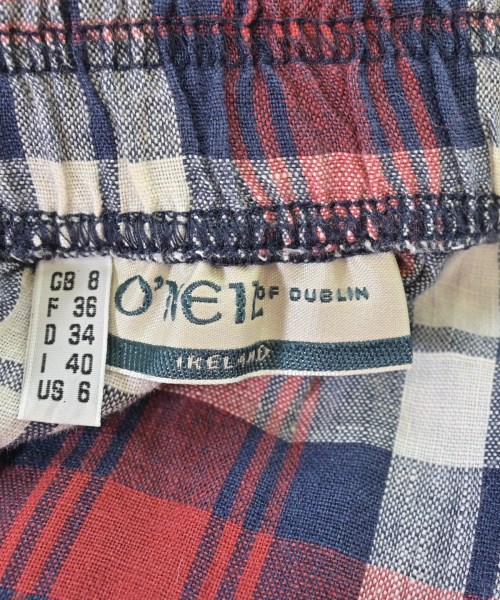 GB 8
F 36
D 34
I 40
US 6
O'NEIL OF DUBLIN
IRELAND